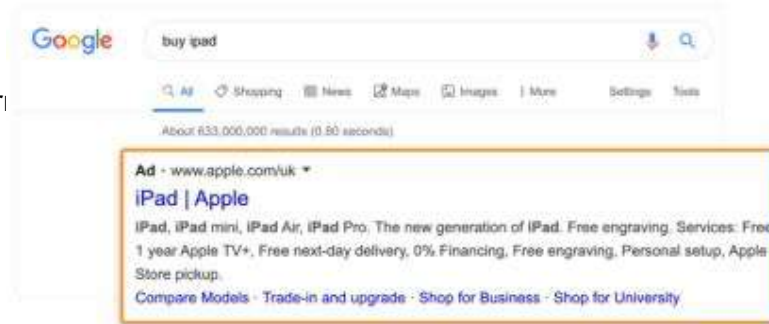 Google
buy ipad
All Shopping News Maps Images More Settings Tools
About 633,000,000 results (0.80 seconds)
Ad · www.apple.com/uk
iPad | Apple
iPad, iPad mini, iPad Air, iPad Pro. The new generation of iPad. Free engraving. Services: Free
1 year Apple TV+, Free next-day delivery, 0% Financing, Free engraving, Personal setup, Apple
Store pickup.
Compare Models · Trade-in and upgrade · Shop for Business · Shop for University